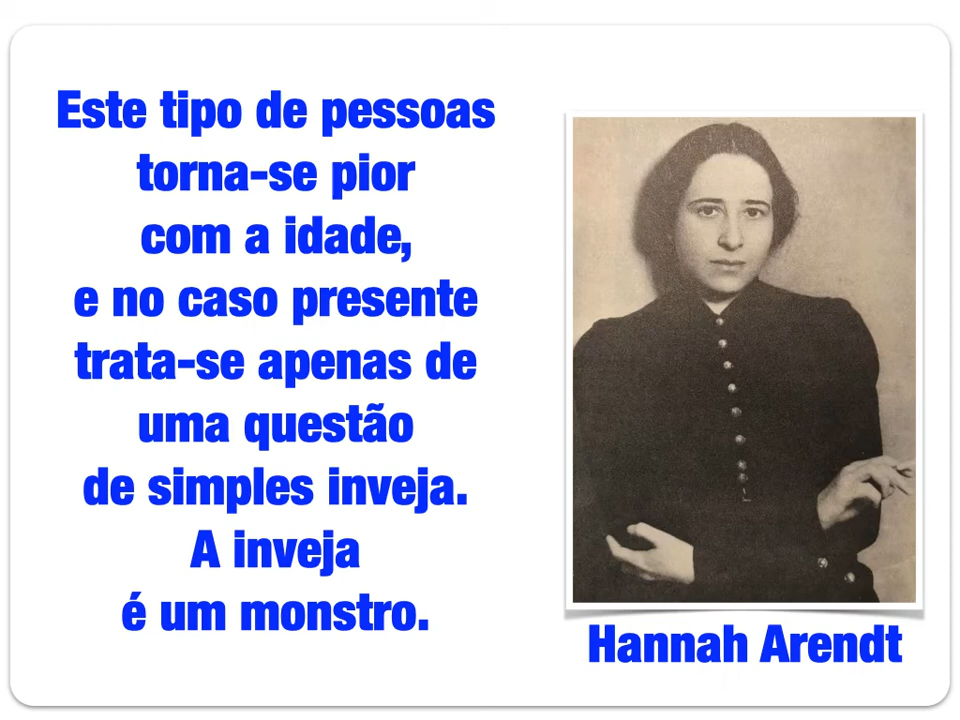 Este tipo de pessoas
torna-se pior
com a idade,
e no caso presente
trata-se apenas de
uma questão
de simples inveja.
A inveja
é um monstro.
Hannah Arendt